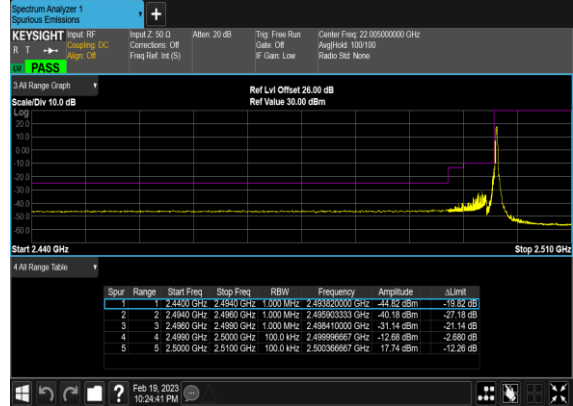 Spectrum Analyzer 1
Spurious Emissions
+
KEYSIGHT Input: RF Input Z: 50 Ω Atten: 20 dB Trig: Free Run Center Freq: 22.005000000 GHz
R T Coupling: DC Corrections: Off Gate: Off Avg|Hold: 100/100
Align: Off Freq Ref: Int (S) IF Gain: Low Radio Std: None
PASS
3 All Range Graph
Ref Lvl Offset 26.00 dB
Scale/Div 10.0 dB Ref Value 30.00 dBm
Log
20.0
10.0
0.00
-10.0
-20.0
-30.0
-40.0
-50.0
-60.0
Start 2.440 GHz Stop 2.510 GHz
4 All Range Table
Spur Range Start Freq Stop Freq RBW Frequency Amplitude ΔLimit
1 1 2.4400 GHz 2.4940 GHz 1.000 MHz 2.493820000 GHz -44.82 dBm -19.82 dB
2 2 2.4940 GHz 2.4960 GHz 1.000 MHz 2.495903333 GHz -40.18 dBm -27.18 dB
3 3 2.4960 GHz 2.4990 GHz 1.000 MHz 2.498410000 GHz -31.14 dBm -21.14 dB
4 4 2.4990 GHz 2.5000 GHz 100.0 kHz 2.499996667 GHz -12.68 dBm -2.680 dB
5 5 2.5000 GHz 2.5100 GHz 100.0 kHz 2.500366667 GHz 17.74 dBm -12.26 dB
? Feb 19, 2023
10:24:41 PM